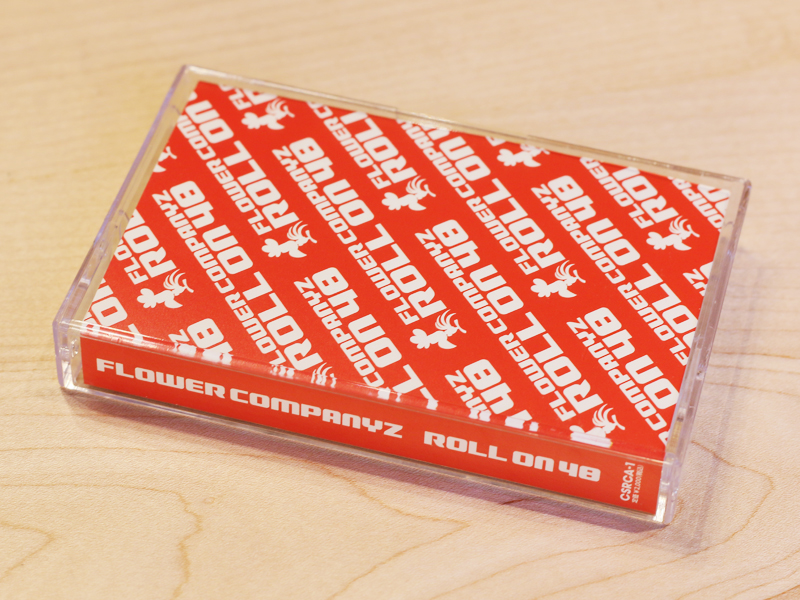 FLOWER COMPANYZ
ROLL ON 48
FLOWER COMPANYZ ROLL ON 48
CSRCA-1